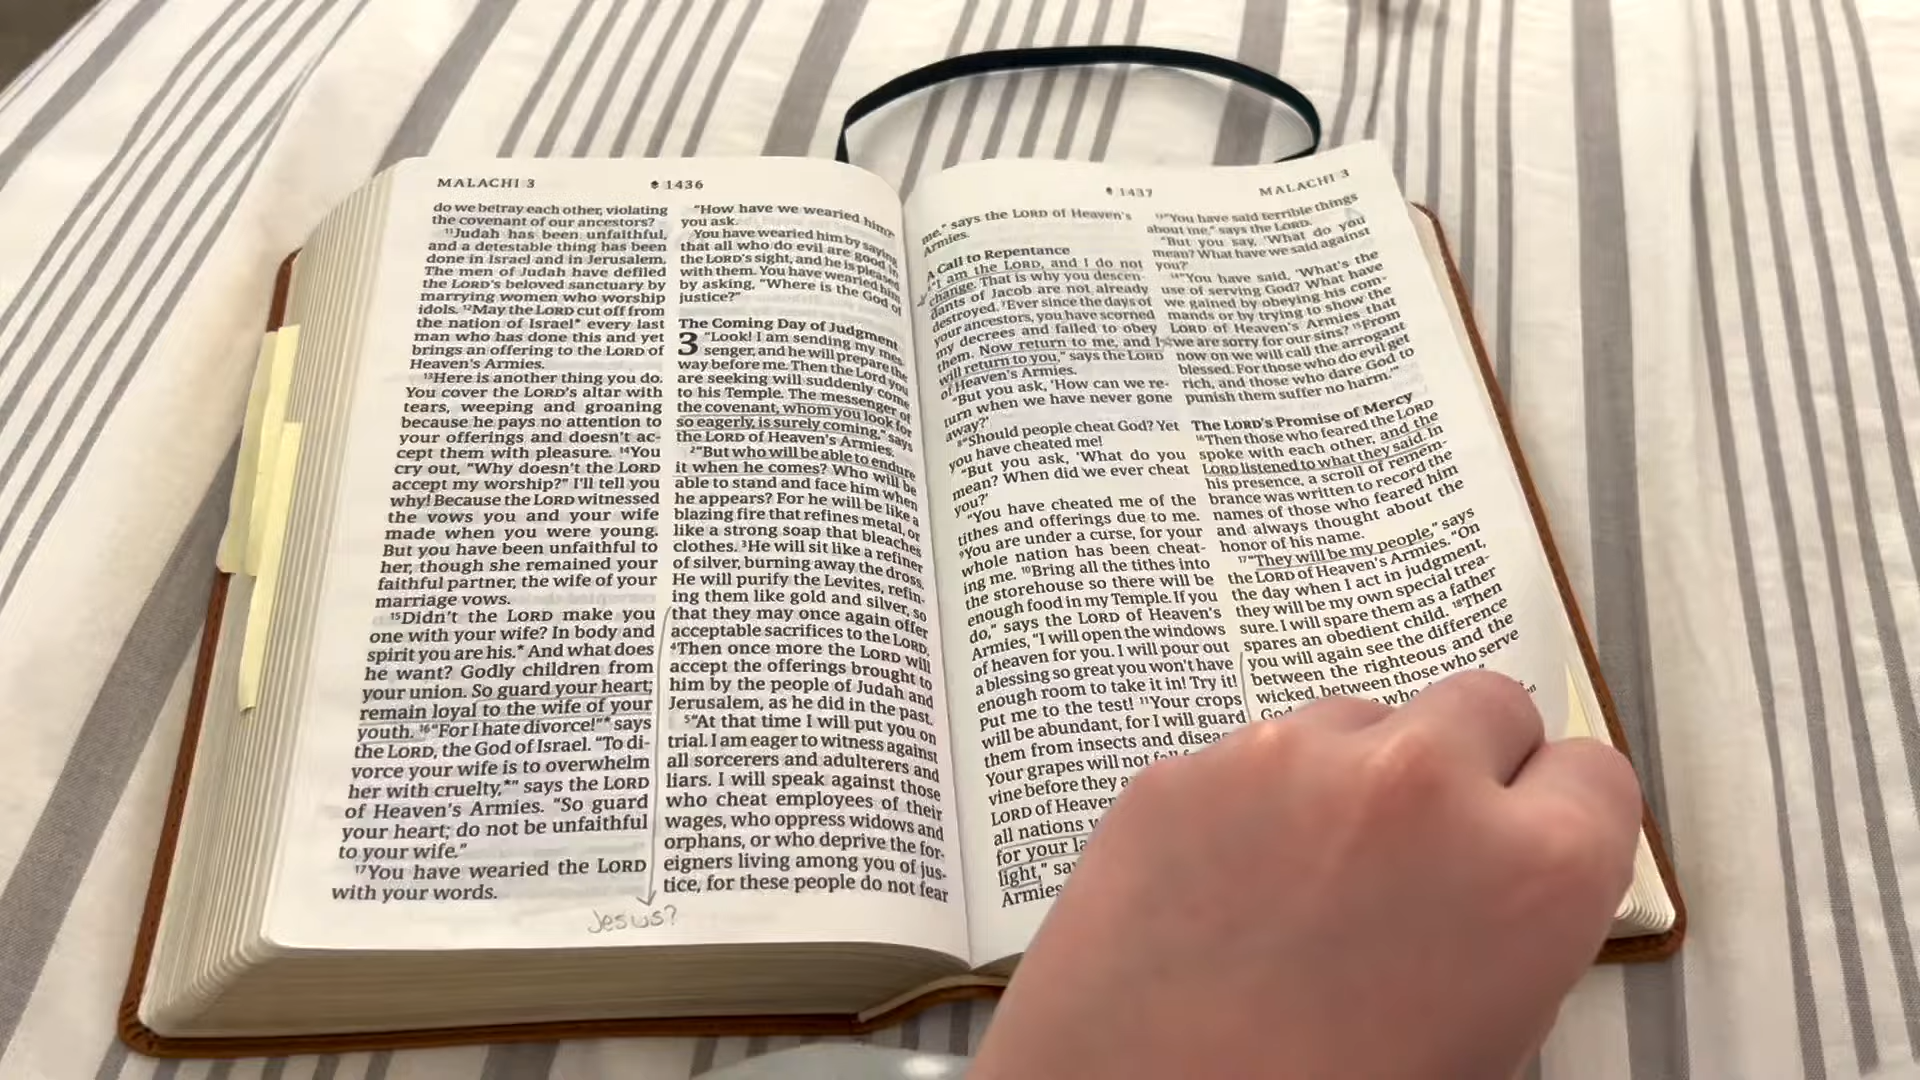 MALACHI 3
1436
do we betray each other, violating
the covenant of our ancestors?
11Judah has been unfaithful,
and a detestable thing has been
done in Israel and in Jerusalem.
The men of Judah have defiled
the LORD's beloved sanctuary by
marrying women who worship
idols. 12May the LORD cut off from
the nation of Israel* every last
man who has done this and yet
brings an offering to the LORD of
Heaven's Armies.
13Here is another thing you do.
You cover the LORD's altar with
tears, weeping and groaning
because he pays no attention to
your offerings and doesn't ac-
cept them with pleasure. 14You
cry out, "Why doesn't the LORD
accept my worship?" I'll tell you
why! Because the LORD witnessed
the vows you and your wife
made when you were young.
But you have been unfaithful to
her, though she remained your
faithful partner, the wife of your
marriage vows.
15Didn't the LORD make you
one with your wife? In body and
spirit you are his.* And what does
he want? Godly children from
your union. So guard your heart;
remain loyal to the wife of your
youth. 16"For I hate divorce!"* says
the LORD, the God of Israel. "To di-
vorce your wife is to overwhelm
her with cruelty,*" says the LORD
of Heaven's Armies. "So guard
your heart; do not be unfaithful
to your wife."
17You have wearied the LORD
with your words.
"How have we wearied him?"
you ask.
You have wearied him by saying
that all who do evil are good in
the LORD's sight, and he is pleased
with them. You have wearied him
by asking, "Where is the God of
justice?"
The Coming Day of Judgment
3 "Look! I am sending my mes-
senger, and he will prepare the
way before me. Then the Lord you
are seeking will suddenly come
to his Temple. The messenger of
the covenant, whom you look for
so eagerly, is surely coming," says
the LORD of Heaven's Armies.
2"But who will be able to endure
it when he comes? Who will be
able to stand and face him when
he appears? For he will be like a
blazing fire that refines metal, or
like a strong soap that bleaches
clothes. 3He will sit like a refiner
of silver, burning away the dross.
He will purify the Levites, refin-
ing them like gold and silver, so
that they may once again offer
acceptable sacrifices to the LORD.
4Then once more the LORD will
accept the offerings brought to
him by the people of Judah and
Jerusalem, as he did in the past.
5"At that time I will put you on
trial. I am eager to witness against
all sorcerers and adulterers and
liars. I will speak against those
who cheat employees of their
wages, who oppress widows and
orphans, or who deprive the for-
eigners living among you of jus-
tice, for these people do not fear
Jesus?
1437
MALACHI 3
me," says the LORD of Heaven's
Armies.
A Call to Repentance
6"I am the LORD, and I do not
change. That is why you descen-
dants of Jacob are not already
destroyed. 7Ever since the days of
your ancestors, you have scorned
my decrees and failed to obey
them. Now return to me, and I
will return to you," says the LORD
of Heaven's Armies.
"But you ask, 'How can we re-
turn when we have never gone
away?'
8"Should people cheat God? Yet
you have cheated me!
"But you ask, 'What do you
mean? When did we ever cheat
you?'
"You have cheated me of the
tithes and offerings due to me.
9You are under a curse, for your
whole nation has been cheat-
ing me. 10Bring all the tithes into
the storehouse so there will be
enough food in my Temple. If you
do," says the LORD of Heaven's
Armies, "I will open the windows
of heaven for you. I will pour out
a blessing so great you won't have
enough room to take it in! Try it!
Put me to the test! 11Your crops
will be abundant, for I will guard
them from insects and
Your grapes will not
vine before they
LORD of
all nations
for your
light,"
Armies
13"You have said terrible things
about me," says the LORD.
"But you say, 'What do you
mean? What have we said against
you?'
14"You have said, 'What's the
use of serving God? What have
we gained by obeying his com-
mands or by trying to show the
LORD of Heaven's Armies that
we are sorry for our sins? 15From
now on we will call the arrogant
blessed. For those who do evil get
rich, and those who dare God to
punish them suffer no harm.'"
The LORD's Promise of Mercy
16Then those who feared the LORD
spoke with each other, and the
LORD listened to what they said. In
his presence, a scroll of remem-
brance was written to record the
names of those who feared him
and always thought about the
honor of his name.
17"They will be my people," says
the LORD of Heaven's Armies. "On
the day when I act in judgment,
they will be my own special trea-
sure. I will spare them as a father
spares an obedient child. 18Then
you will again see the difference
between the righteous and the
wicked, between those who serve